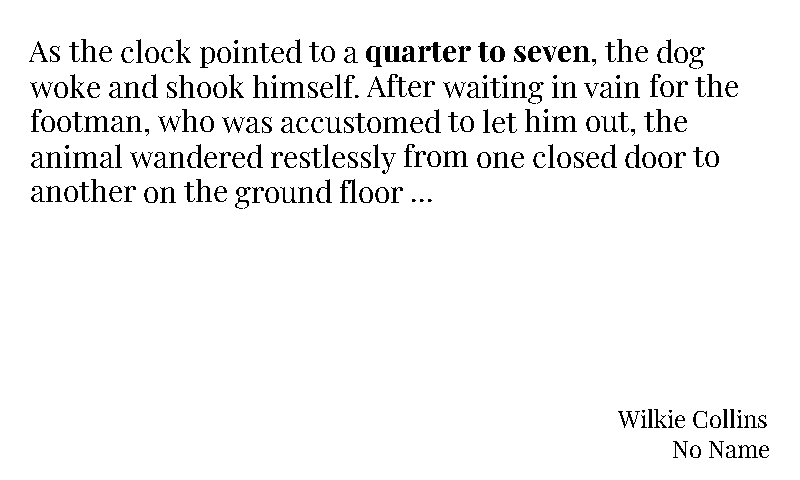 As the clock pointed to a quarter to seven, the dog
woke and shook himself. After waiting in vain for the
footman, who was accustomed to let him out, the
animal wandered restlessly from one closed door to
another on the ground floor ...
Wilkie Collins
No Name